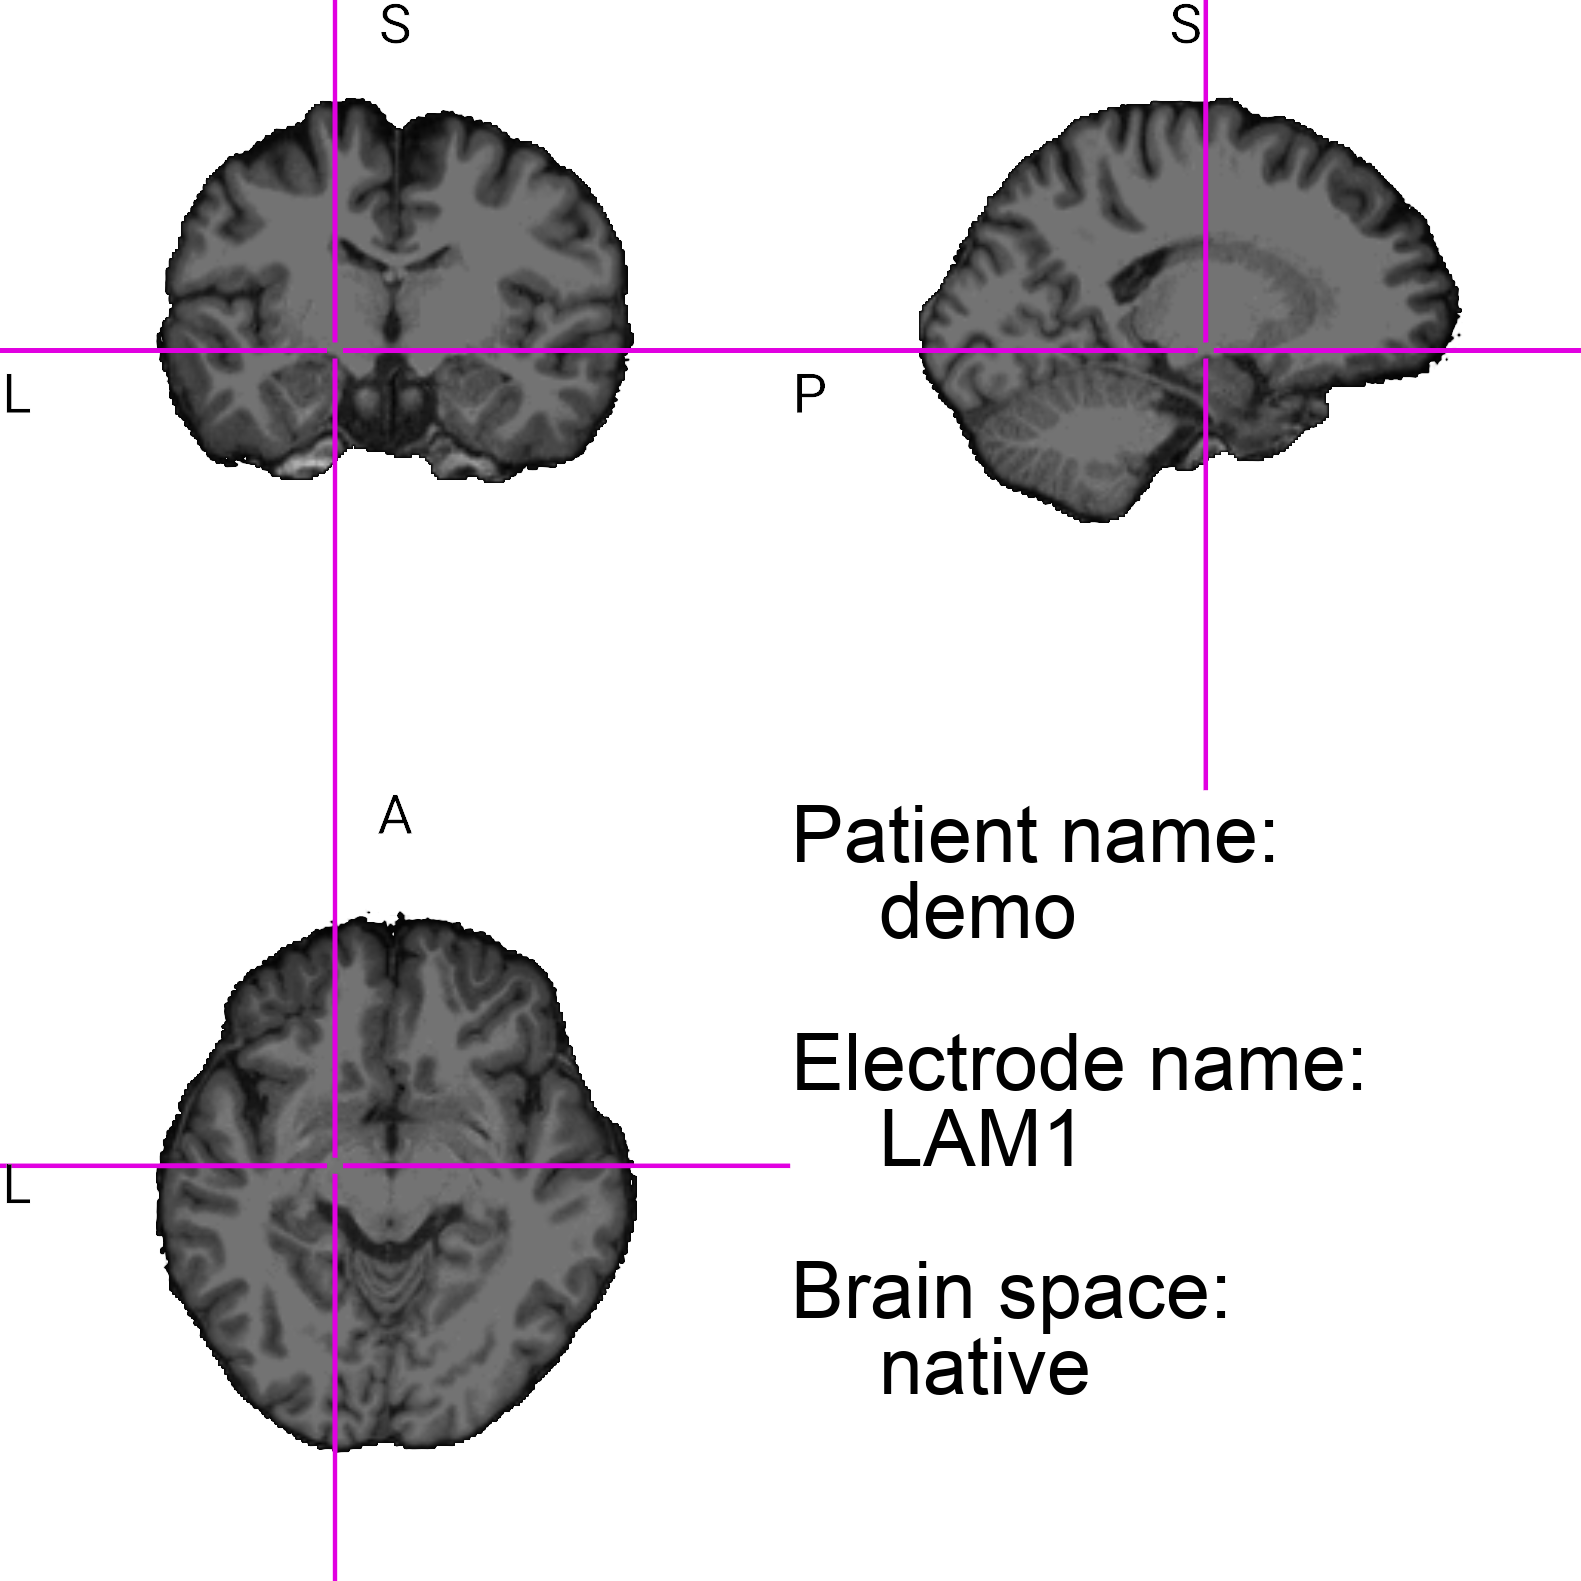 S
S
L
P
A
L
Patient name:
demo
Electrode name:
LAM1
Brain space:
native